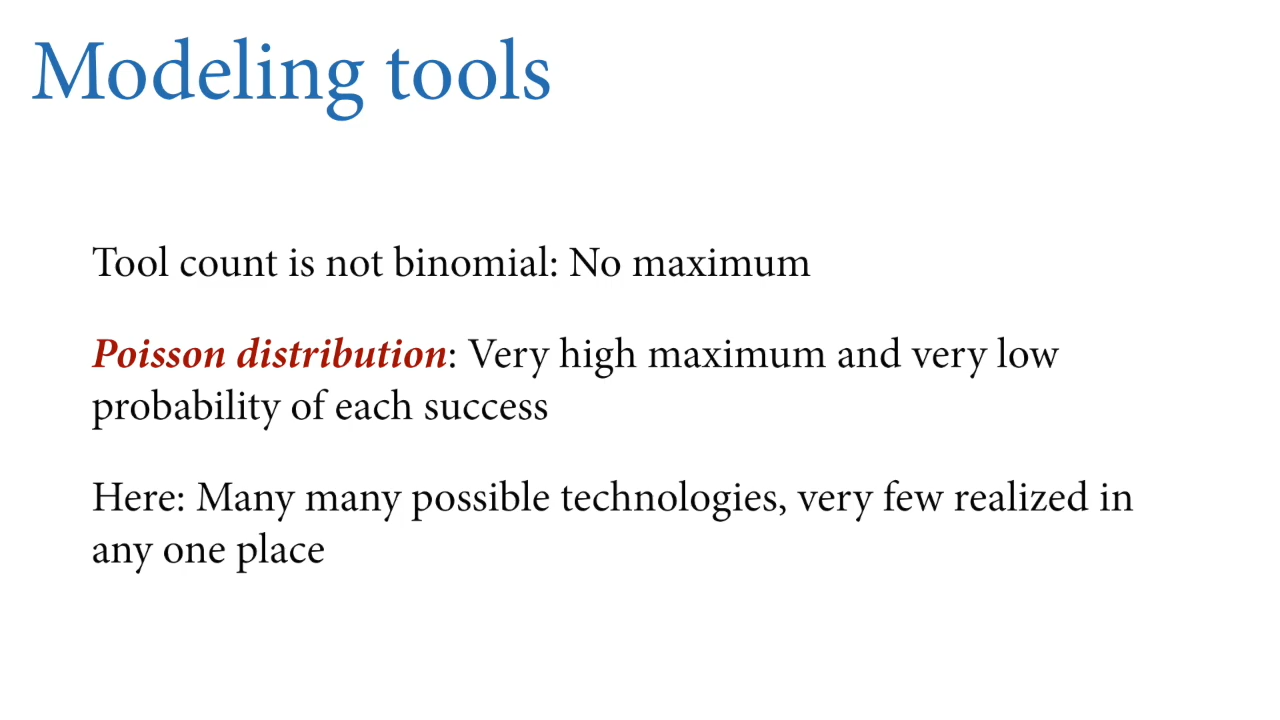 Modeling tools
Tool count is not binomial: No maximum
Poisson distribution: Very high maximum and very low
probability of each success
Here: Many many possible technologies, very few realized in
any one place